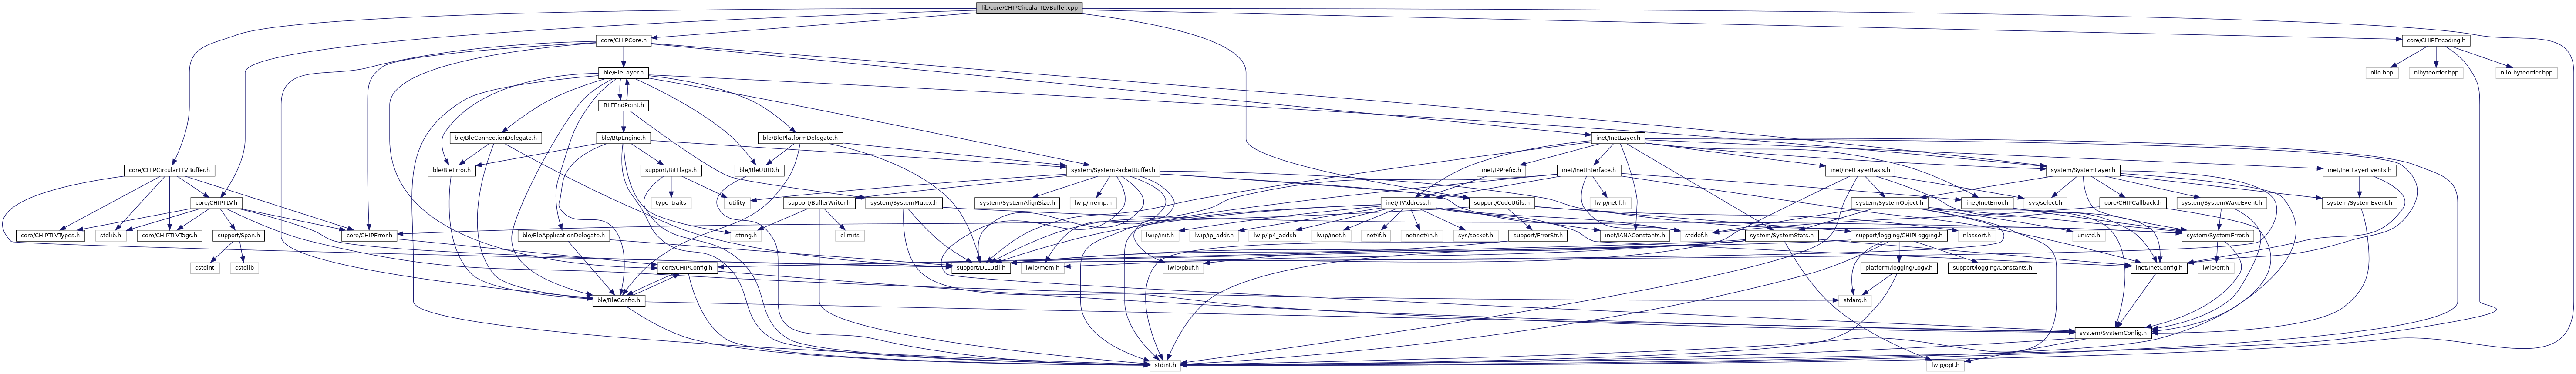 lib/core/CHIPCircularTLVBuffer.cpp
core/CHIPCore.h
core/CHIPEncoding.h
ble/BleLayer.h
nlio.hpp
nlbyteorder.hpp
nlio-byteorder.hpp
BLEEndPoint.h
ble/BleConnectionDelegate.h
ble/BtpEngine.h
ble/BlePlatformDelegate.h
inet/InetLayer.h
core/CHIPCircularTLVBuffer.h
ble/BleError.h
support/BitFlags.h
ble/BleUUID.h
system/SystemPacketBuffer.h
inet/IPPrefix.h
inet/InetInterface.h
inet/InetLayerBasis.h
system/SystemLayer.h
inet/InetLayerEvents.h
core/CHIPTLV.h
type_traits
utility
support/BufferWriter.h
system/SystemMutex.h
system/SystemAlignSize.h
lwip/memp.h
inet/IPAddress.h
support/CodeUtils.h
lwip/netif.h
system/SystemObject.h
inet/InetError.h
sys/select.h
core/CHIPCallback.h
system/SystemWakeEvent.h
system/SystemEvent.h
core/CHIPTLVTypes.h
stdlib.h
core/CHIPTLVTags.h
support/Span.h
core/CHIPError.h
ble/BleApplicationDelegate.h
string.h
climits
lwip/init.h
lwip/ip_addr.h
lwip/ip4_addr.h
lwip/inet.h
net/if.h
netinet/in.h
sys/socket.h
support/ErrorStr.h
inet/IANAConstants.h
stddef.h
system/SystemStats.h
support/logging/CHIPLogging.h
nlassert.h
unistd.h
system/SystemError.h
cstdint
cstdlib
core/CHIPConfig.h
support/DLLUtil.h
lwip/mem.h
lwip/pbuf.h
platform/logging/LogV.h
support/logging/Constants.h
inet/InetConfig.h
lwip/err.h
ble/BleConfig.h
stdarg.h
system/SystemConfig.h
stdint.h
lwip/opt.h